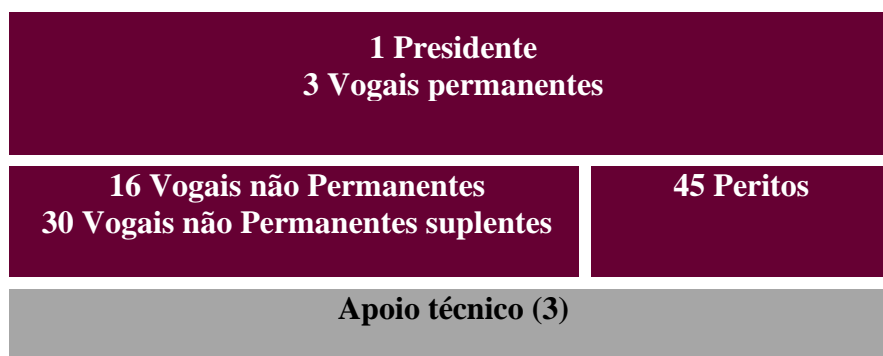 1 Presidente
3 Vogais permanentes
16 Vogais não Permanentes
30 Vogais não Permanentes suplentes
45 Peritos
Apoio técnico (3)